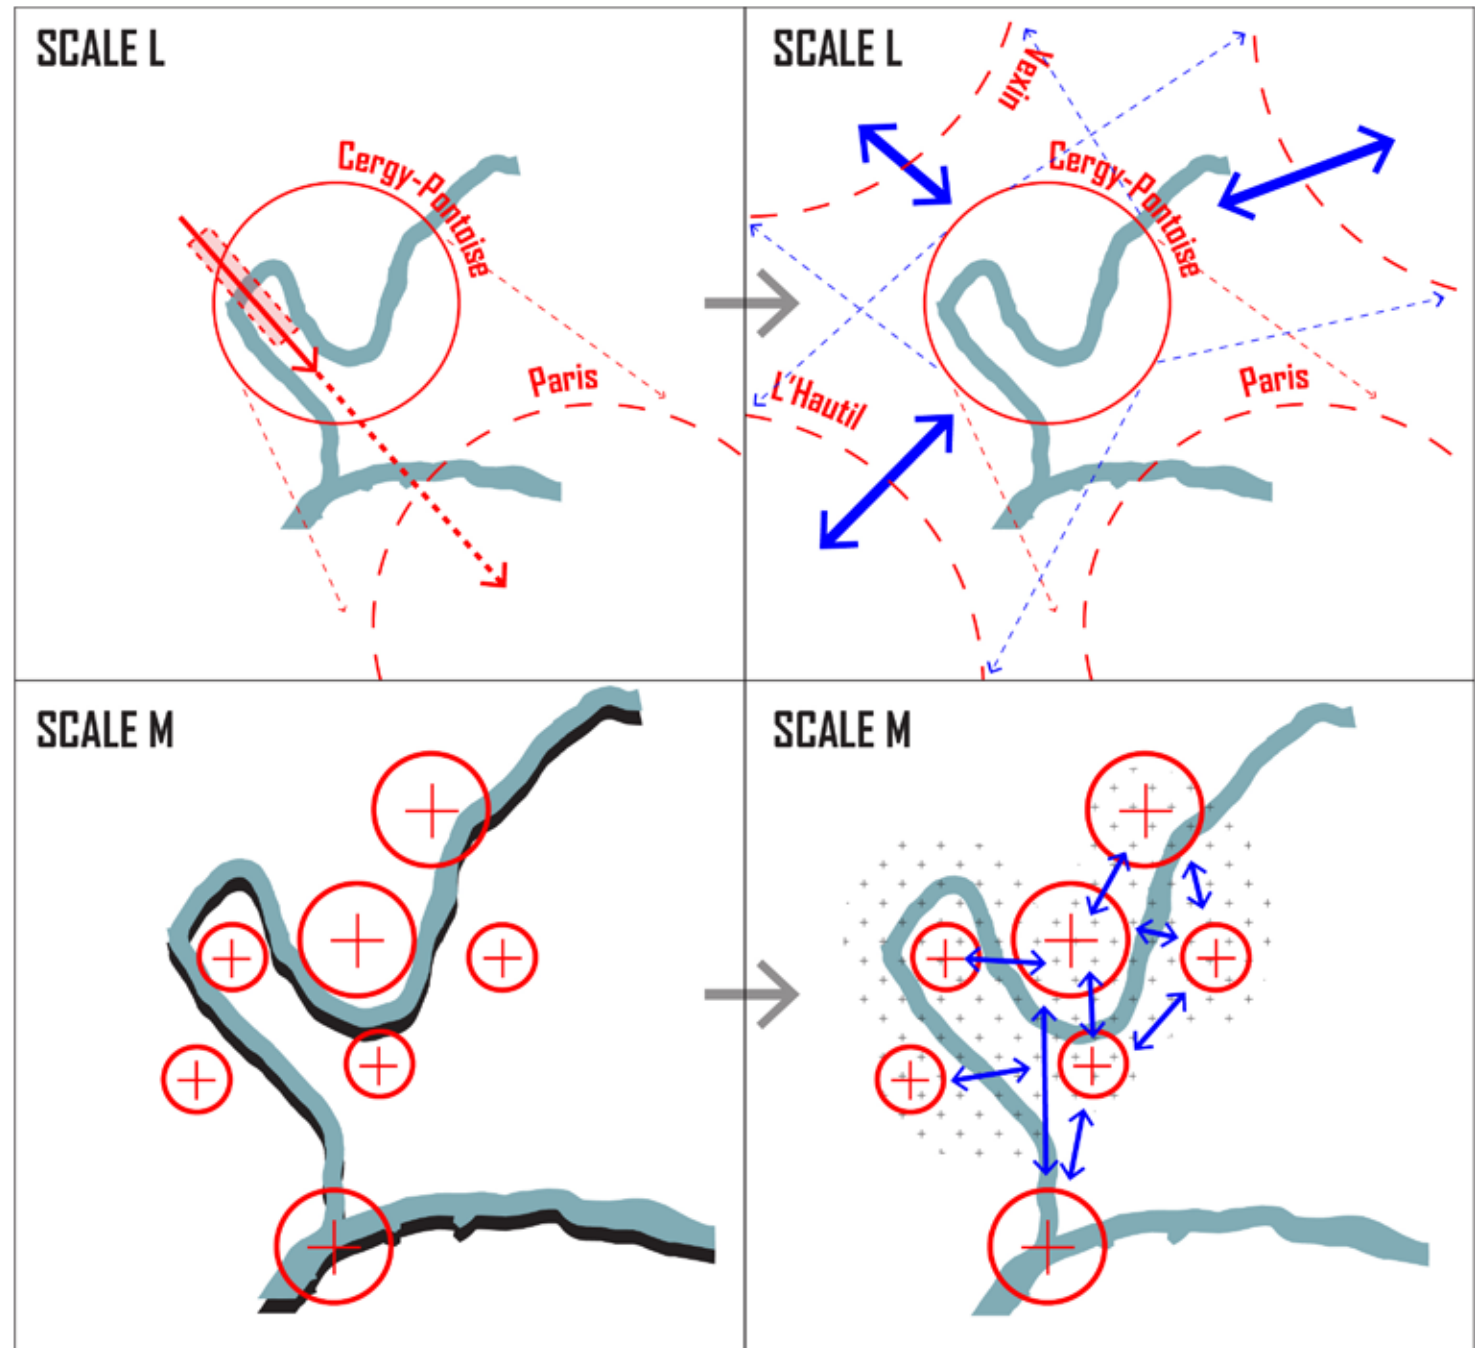 SCALE L
Cergy-Pontoise
Paris
SCALE L
Vexin
Cergy-Pontoise
L'Hautil
Paris
SCALE M
SCALE M